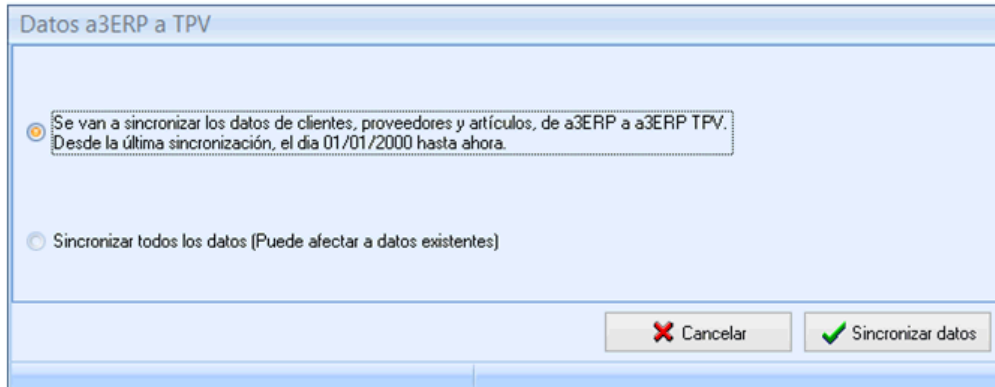 Datos a3ERP a TPV
Se van a sincronizar los datos de clientes, proveedores y artículos, de a3ERP a a3ERP TPV.
Desde la última sincronización, el dia 01/01/2000 hasta ahora.
Sincronizar todos los datos (Puede afectar a datos existentes)
Cancelar
Sincronizar datos